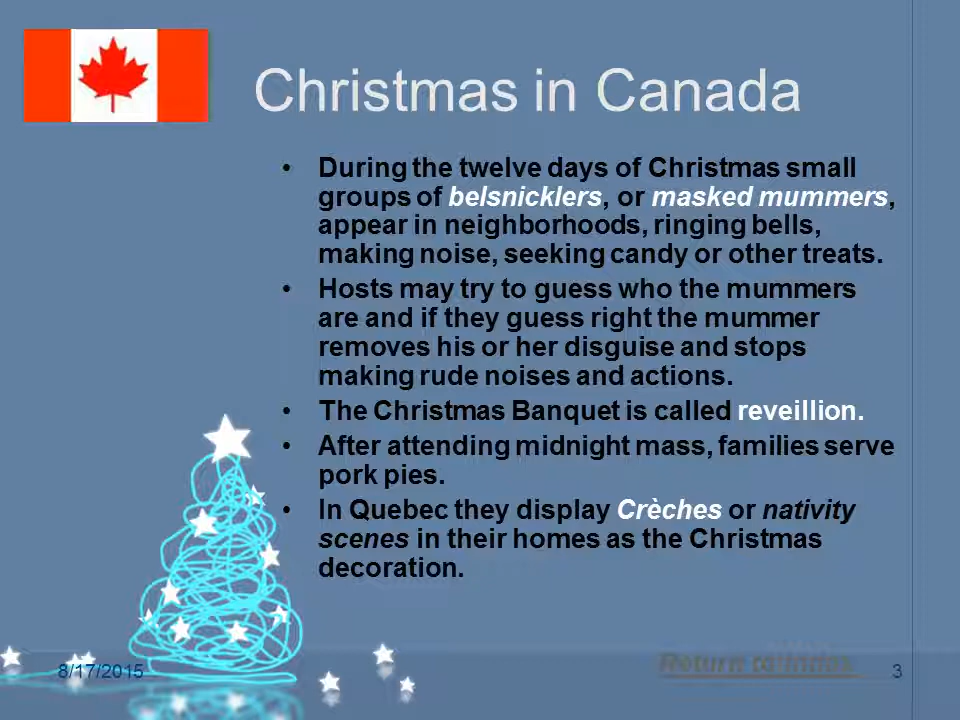 Christmas in Canada
• During the twelve days of Christmas small
groups of belsnicklers, or masked mummers,
appear in neighborhoods, ringing bells,
making noise, seeking candy or other treats.
• Hosts may try to guess who the mummers
are and if they guess right the mummer
removes his or her disguise and stops
making rude noises and actions.
• The Christmas Banquet is called reveillion.
• After attending midnight mass, families serve
pork pies.
• In Quebec they display Crèches or nativity
scenes in their homes as the Christmas
decoration.
8/17/2015
Return to
3